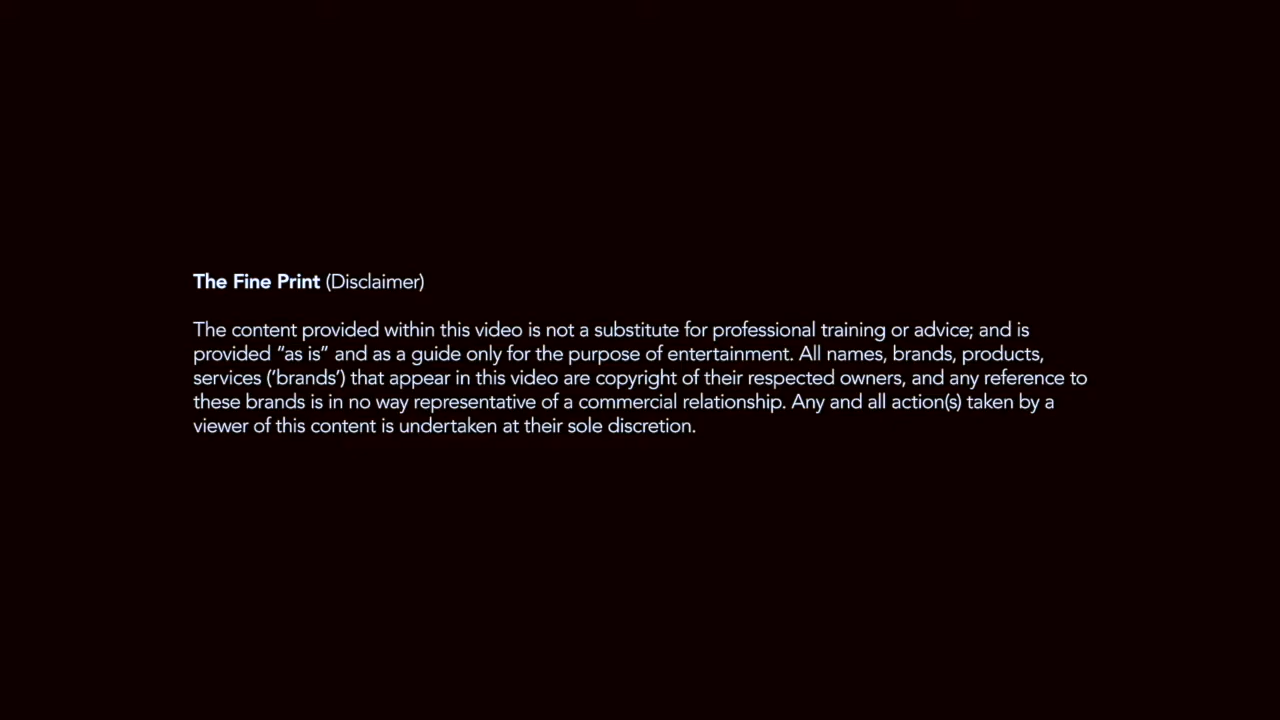 The Fine Print (Disclaimer)
The content provided within this video is not a substitute for professional training or advice; and is
provided “as is” and as a guide only for the purpose of entertainment. All names, brands, products,
services (‘brands’) that appear in this video are copyright of their respected owners, and any reference to
these brands is in no way representative of a commercial relationship. Any and all action(s) taken by a
viewer of this content is undertaken at their sole discretion.